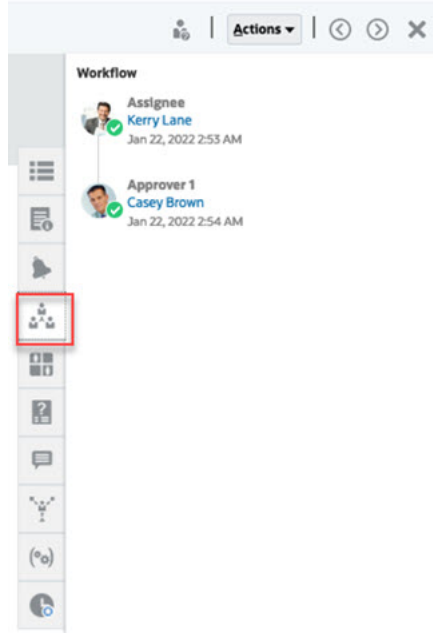 Actions
Workflow
Assignee
Kerry Lane
Jan 22, 2022 2:53 AM
Approver 1
Casey Brown
Jan 22, 2022 2:54 AM